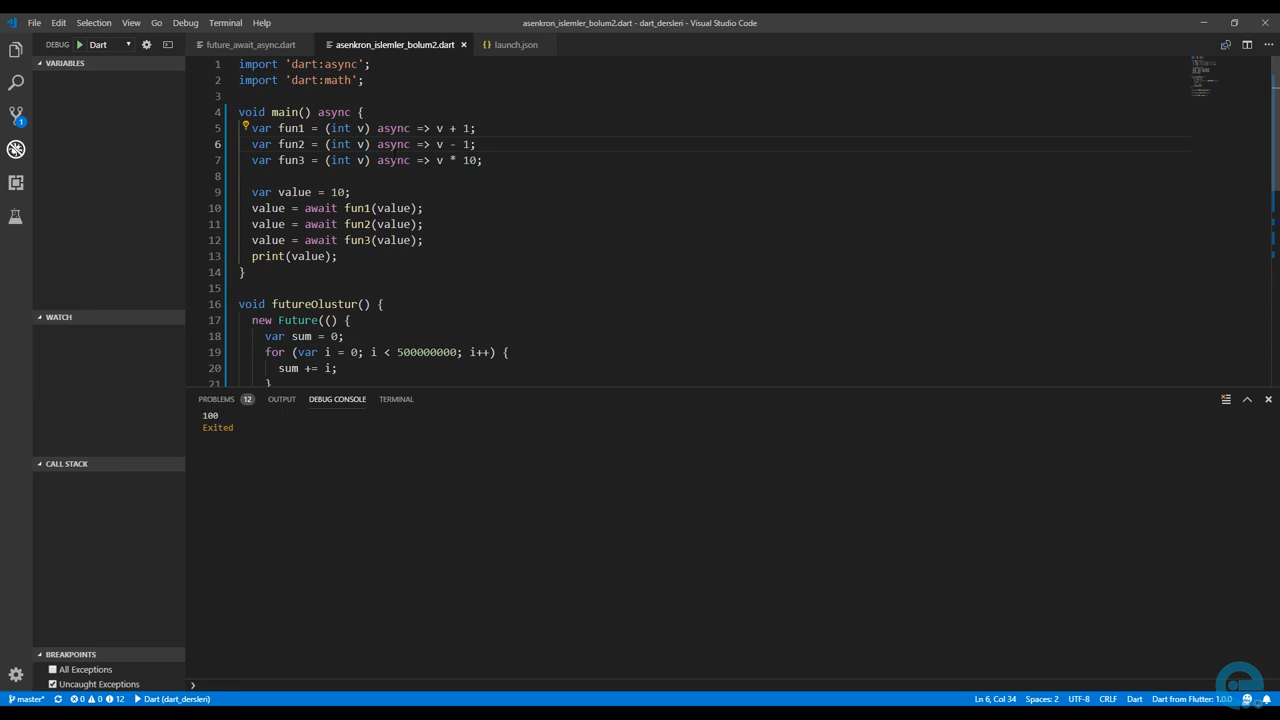 File Edit Selection View Go Debug Terminal Help
asenkron_islemler_bolum2.dart - dart_dersleri - Visual Studio Code
DEBUG Dart
future_await_async.dart asenkron_islemler_bolum2.dart launch.json
VARIABLES
WATCH
CALL STACK
BREAKPOINTS
All Exceptions
Uncaught Exceptions
1 import 'dart:async';
2 import 'dart:math';
3
4 void main() async {
5 var fun1 = (int v) async => v + 1;
6 var fun2 = (int v) async => v - 1;
7 var fun3 = (int v) async => v * 10;
8
9 var value = 10;
10 value = await fun1(value);
11 value = await fun2(value);
12 value = await fun3(value);
13 print(value);
14 }
15
16 void futureOlustur() {
17 new Future(() {
18 var sum = 0;
19 for (var i = 0; i < 500000000; i++) {
20 sum += i;
21 }
PROBLEMS 12 OUTPUT DEBUG CONSOLE TERMINAL
100
Exited
1
master* 0 0 12 Dart (dart_dersleri)
Ln 6, Col 34 Spaces: 2 UTF-8 CRLF Dart Dart from Flutter: 1.0.0